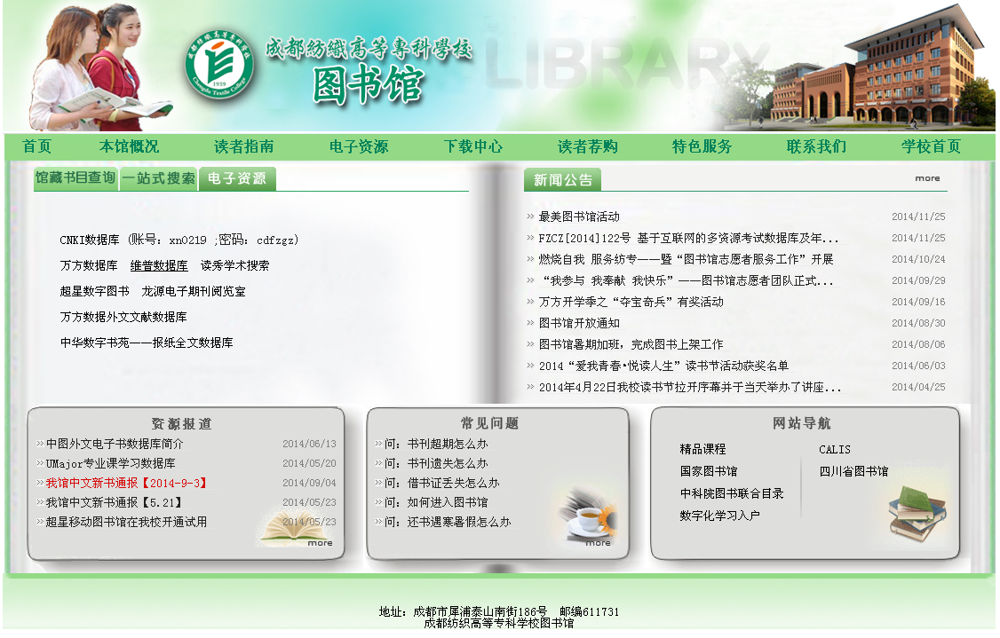 成都纺織高等專科學校
1939
Chengdu Textile College
成都纺織高等專科學校
图书馆
LIBRARY
首页 本馆概况 读者指南 电子资源 下载中心 读者荐购 特色服务 联系我们 学校首页
馆藏书目查询 一站式搜索 电子资源
新闻公告 more
CNKI数据库 (账号: xn0219 ;密码: cdfzgz)
万方数据库 维普数据库 读秀学术搜索
超星数字图书 龙源电子期刊阅览室
万方数据外文文献数据库
中华数字书苑——报纸全文数据库
最美图书馆活动 2014/11/25
FZCZ[2014]122号 基于互联网的多资源考试数据库及年... 2014/11/25
燃烧自我 服务纺专——暨“图书馆志愿者服务工作”开展 2014/10/24
“我参与 我奉献 我快乐”——图书馆志愿者团队正式... 2014/09/29
万方开学季之“夺宝奇兵”有奖活动 2014/09/16
图书馆开放通知 2014/08/30
图书馆暑期加班，完成图书上架工作 2014/08/06
2014“爱我青春·悦读人生”读书节活动获奖名单 2014/06/03
2014年4月22日我校读书节拉开序幕并于当天举办了讲座... 2014/04/25
资源报道
中图外文电子书数据库简介 2014/06/13
UMajor专业课学习数据库 2014/05/20
我馆中文新书通报【2014-9-3】 2014/09/04
我馆中文新书通报【5.21】 2014/05/23
超星移动图书馆在我校开通试用 2014/05/23
more
常见问题
问: 书刊超期怎么办
问: 书刊遗失怎么办
问: 借书证丢失怎么办
问: 如何进入图书馆
问: 还书遇寒暑假怎么办
more
网站导航
精品课程 CALIS
国家图书馆 四川省图书馆
中科院图书联合目录
数字化学习入户
地址: 成都市犀浦泰山南街186号 邮编611731
成都纺织高等专科学校图书馆